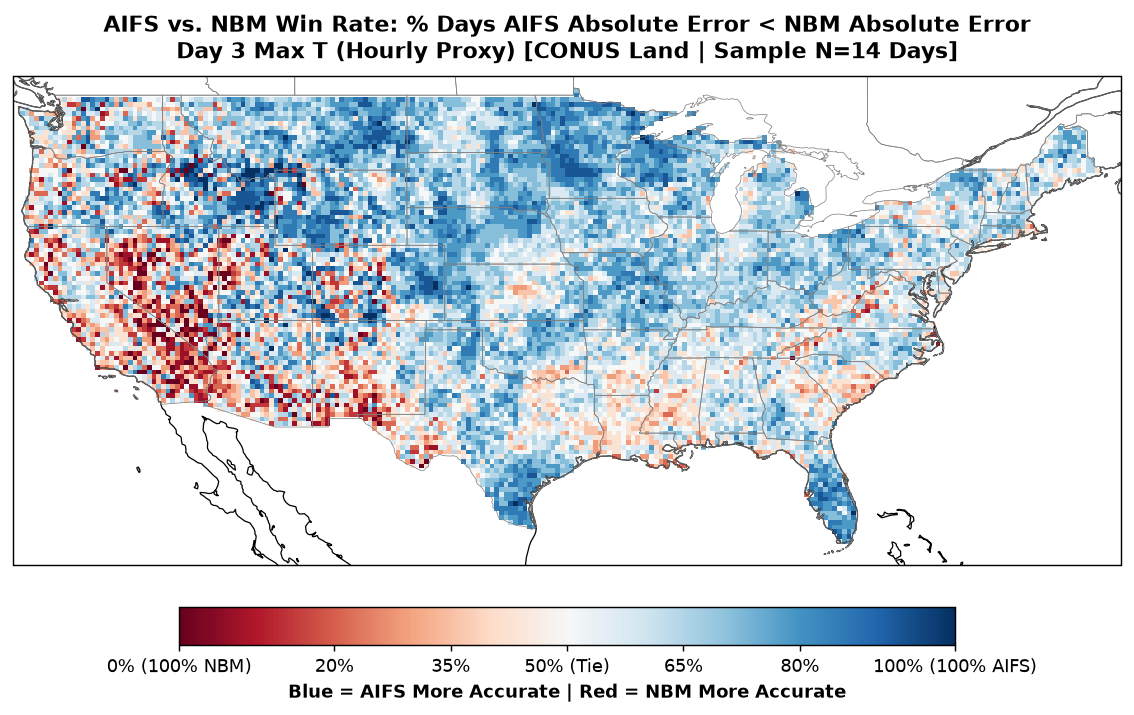 AIFS vs. NBM Win Rate: % Days AIFS Absolute Error < NBM Absolute Error
Day 3 Max T (Hourly Proxy) [CONUS Land | Sample N=14 Days]
0% (100% NBM) 20% 35% 50% (Tie) 65% 80% 100% (100% AIFS)
Blue = AIFS More Accurate | Red = NBM More Accurate